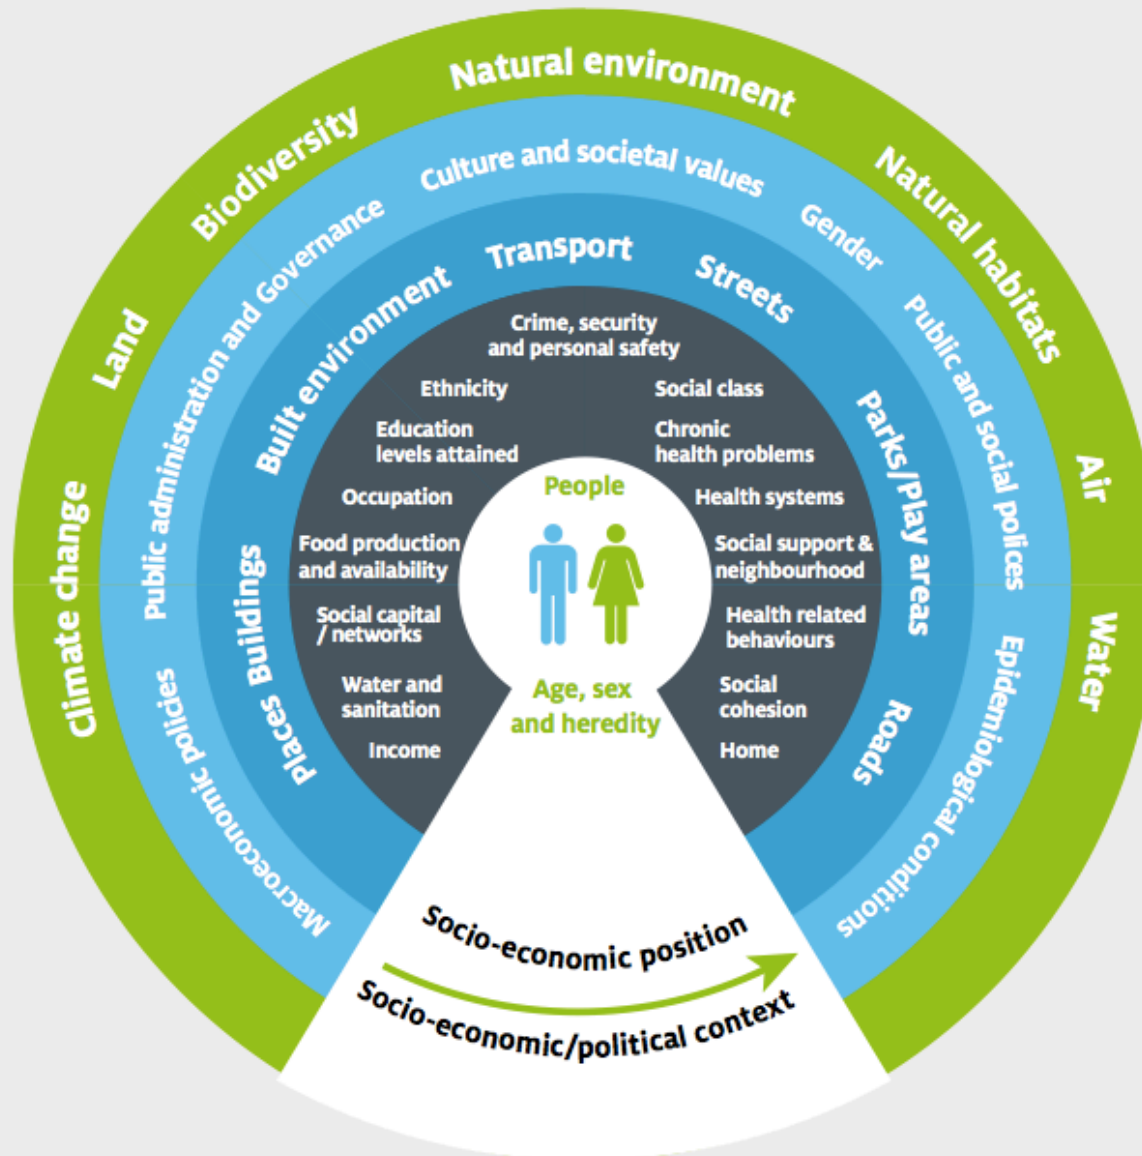 Natural environment
Biodiversity
Natural habitats
Land
Air
Climate change
Water
Culture and societal values
Gender
Public administration and Governance
Public and social polices
Macroeconomic policies
Epidemiological conditions
Transport
Streets
Built environment
Parks/Play areas
Places Buildings
Roads
Crime, security
and personal safety
Ethnicity
Social class
Education
levels attained
Chronic
health problems
Occupation
Health systems
Food production
and availability
Social support &
neighbourhood
Social capital
/ networks
Health related
behaviours
Water and
sanitation
Social
cohesion
Income
Home
People
Age, sex
and heredity
Socio-economic position
Socio-economic/political context